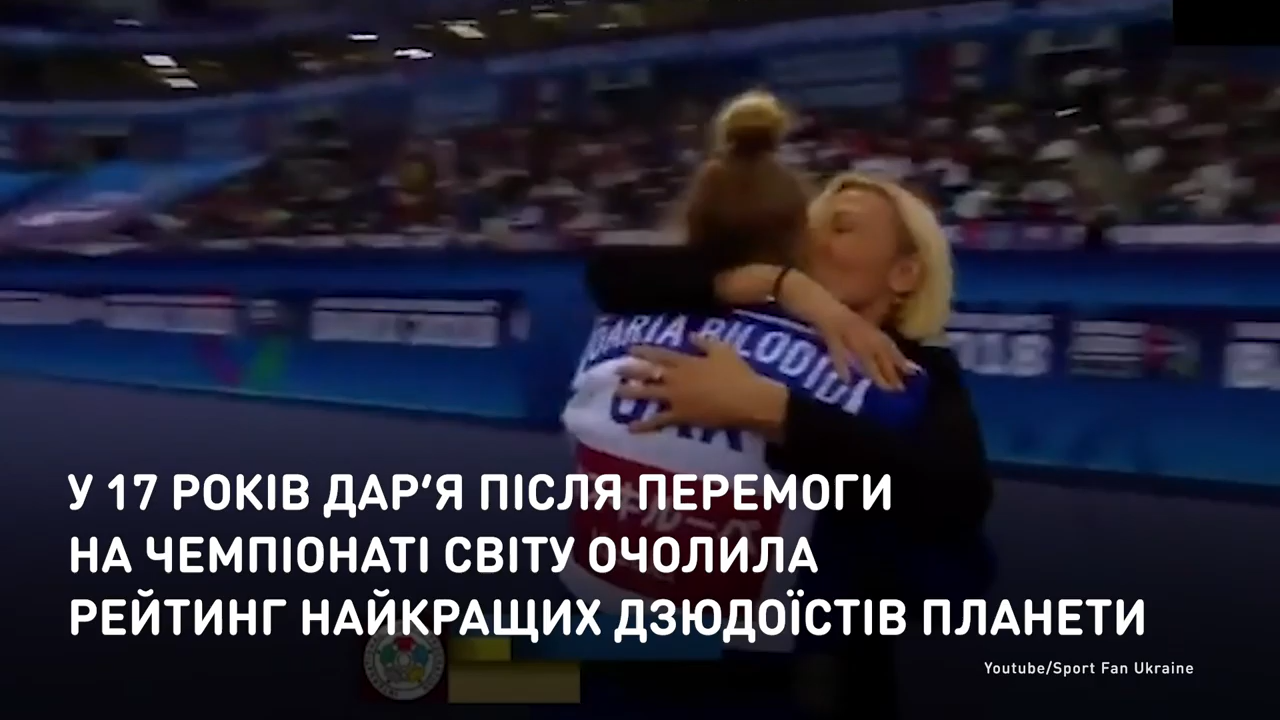 DARIA BILODID
У 17 РОКІВ ДАР’Я ПІСЛЯ ПЕРЕМОГИ
НА ЧЕМПІОНАТІ СВІТУ ОЧОЛИЛА
РЕЙТИНГ НАЙКРАЩИХ ДЗЮДОЇСТІВ ПЛАНЕТИ
Youtube/Sport Fan Ukraine